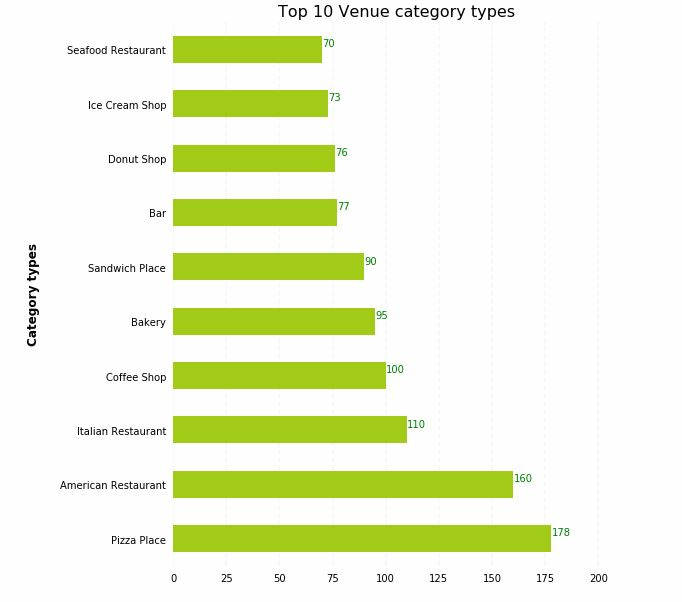 Top 10 Venue category types
Seafood Restaurant 70
Ice Cream Shop 73
Donut Shop 76
Bar 77
Sandwich Place 90
Category types
Bakery 95
Coffee Shop 100
Italian Restaurant 110
American Restaurant 160
Pizza Place 178
0 25 50 75 100 125 150 175 200